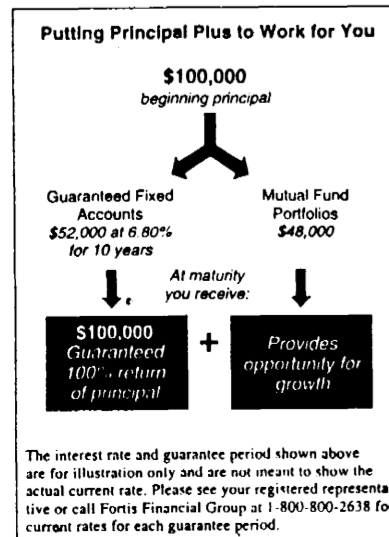 Putting Principal Plus to Work for You
$100,000
beginning principal
Guaranteed Fixed
Accounts
$52,000 at 6.80%
for 10 years
Mutual Fund
Portfolios
$48,000
At maturity
you receive:
$100,000
Guaranteed
100% return
of principal
+
Provides
opportunity for
growth
The interest rate and guarantee period shown above
are for illustration only and are not meant to show the
actual current rate. Please see your registered representa
tive or call Fortis Financial Group at 1-800-800-2638 fo
current rates for each guarantee period.